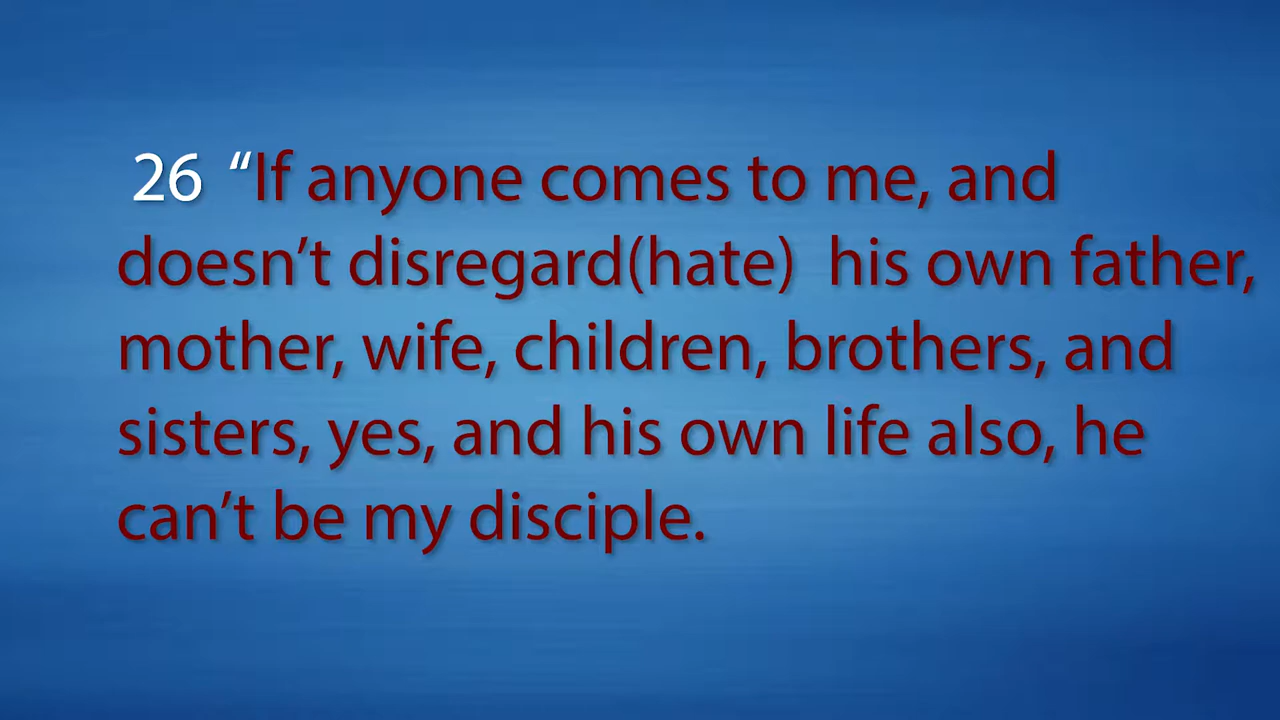 26 “If anyone comes to me, and
doesn’t disregard(hate)  his own father,
mother, wife, children, brothers, and
sisters, yes, and his own life also, he
can’t be my disciple.